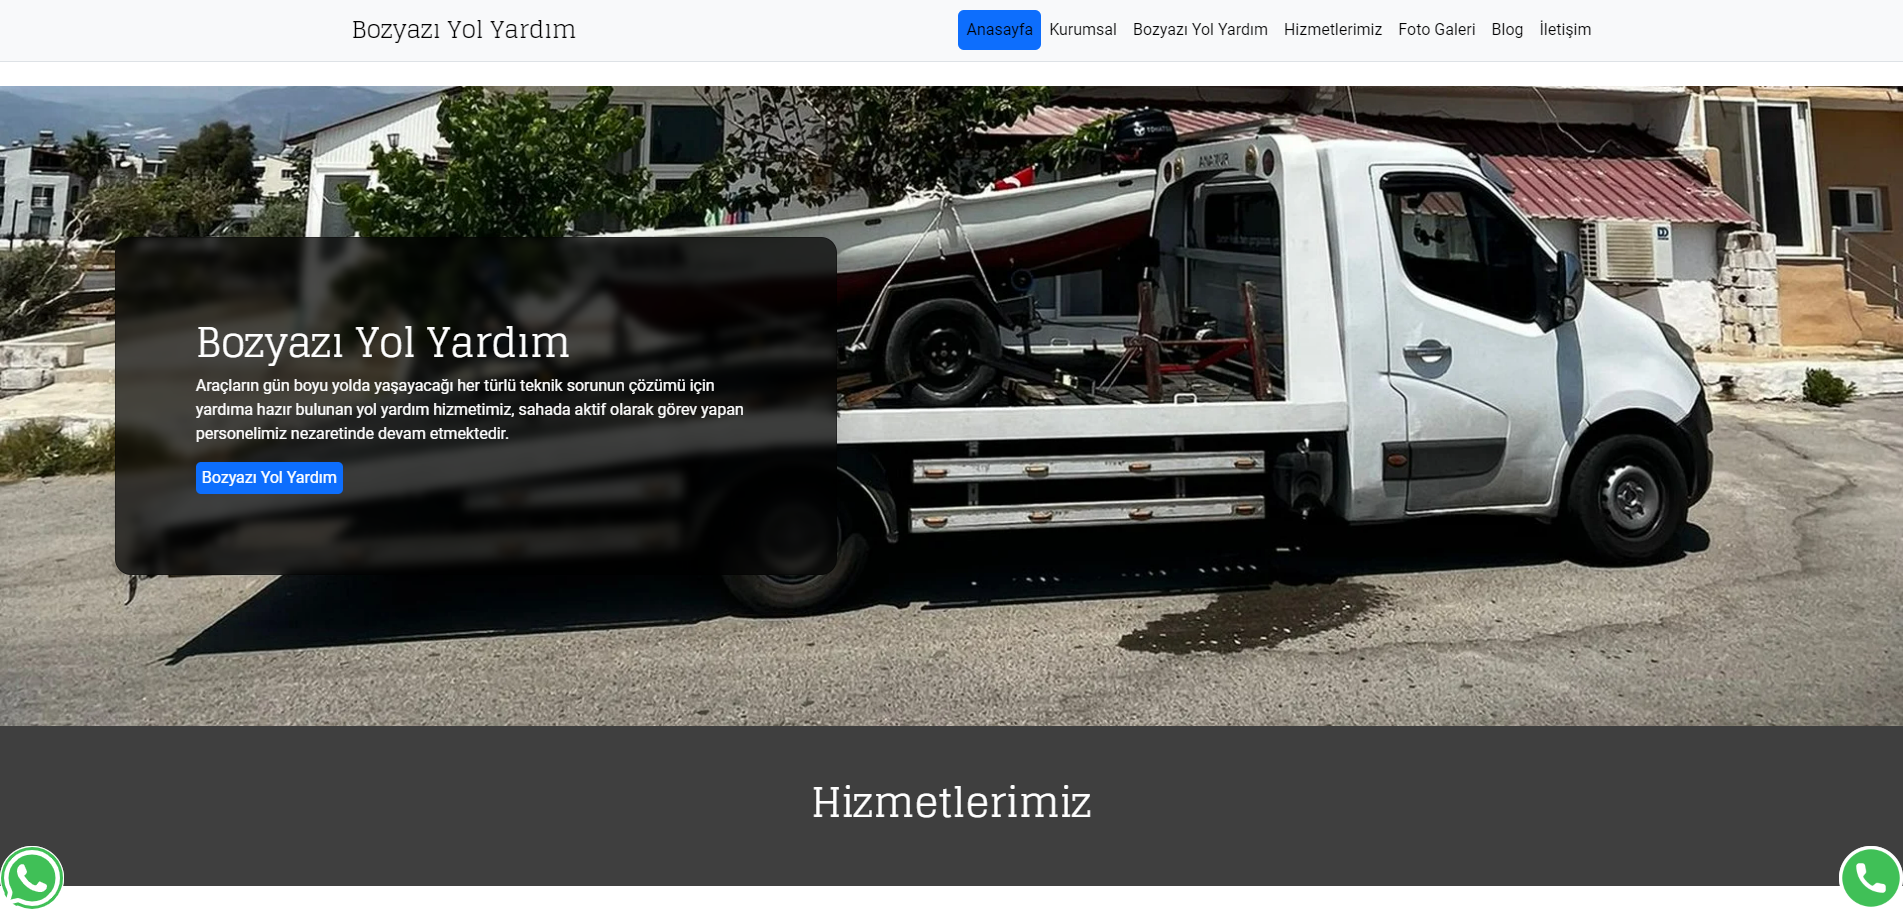 Bozyazı Yol Yardım
Anasayfa Kurumsal Bozyazı Yol Yardım Hizmetlerimiz Foto Galeri Blog İletişim
TOHATSU
ANAMUR
Bozyazı Yol Yardım
Araçların gün boyu yolda yaşayacağı her türlü teknik sorunun çözümü için
yardıma hazır bulunan yol yardım hizmetimiz, sahada aktif olarak görev yapan
personelimiz nezaretinde devam etmektedir.
Bozyazı Yol Yardım
Hizmetlerimiz